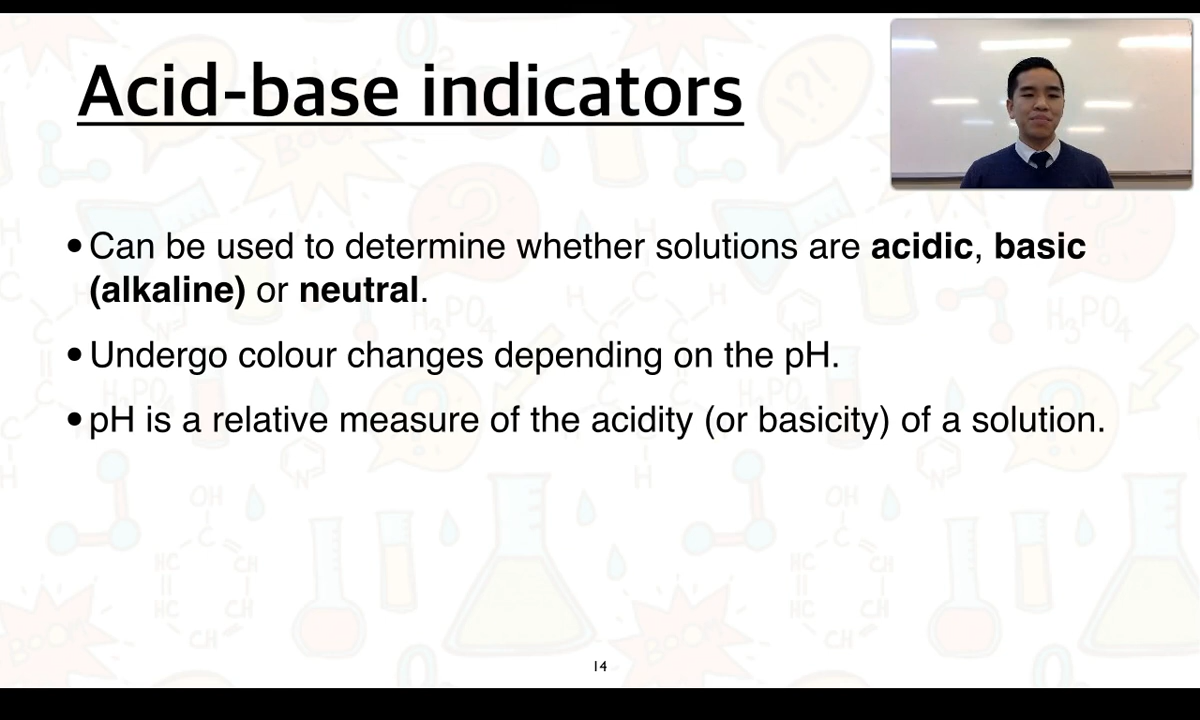 Acid-base indicators
•Can be used to determine whether solutions are acidic, basic
(alkaline) or neutral.
•Undergo colour changes depending on the pH.
•pH is a relative measure of the acidity (or basicity) of a solution.
14